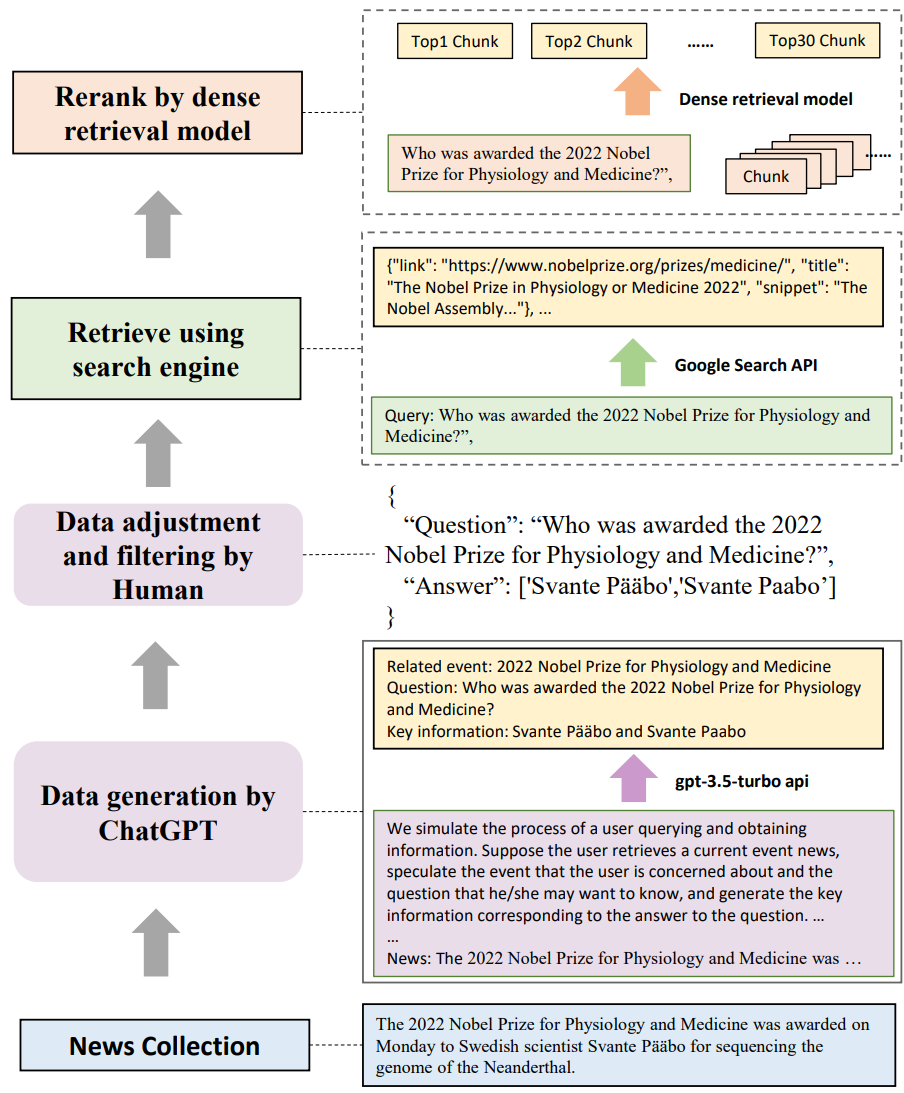 Top1 Chunk
Top2 Chunk
……
Top30 Chunk
Rerank by dense
retrieval model
Dense retrieval model
Who was awarded the 2022 Nobel
Prize for Physiology and Medicine?”,
Chunk
……
{"link": "https://www.nobelprize.org/prizes/medicine/", "title":
"The Nobel Prize in Physiology or Medicine 2022", "snippet": "The
Nobel Assembly..."}, ...
Retrieve using
search engine
Google Search API
Query: Who was awarded the 2022 Nobel Prize for Physiology and
Medicine?”,
Data adjustment
and filtering by
Human
{
“Question”: “Who was awarded the 2022
Nobel Prize for Physiology and Medicine?”,
“Answer”: ['Svante Pääbo','Svante Paabo’]
}
Related event: 2022 Nobel Prize for Physiology and Medicine
Question: Who was awarded the 2022 Nobel Prize for Physiology
and Medicine?
Key information: Svante Pääbo and Svante Paabo
Data generation by
ChatGPT
gpt-3.5-turbo api
We simulate the process of a user querying and obtaining
information. Suppose the user retrieves a current event news,
speculate the event that the user is concerned about and the
question that he/she may want to know, and generate the key
information corresponding to the answer to the question. …
…
News: The 2022 Nobel Prize for Physiology and Medicine was …
News Collection
The 2022 Nobel Prize for Physiology and Medicine was awarded on
Monday to Swedish scientist Svante Pääbo for sequencing the
genome of the Neanderthal.